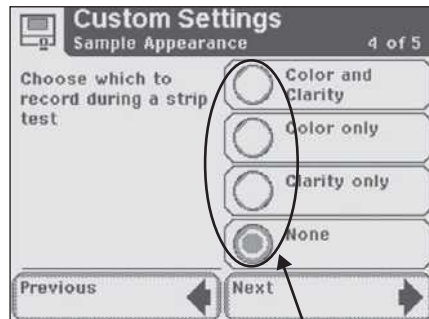 Custom Settings
Sample Appearance 4 of 5
Choose which to
record during a strip
test
Color and
Clarity
Color only
Clarity only
None
Previous
Next